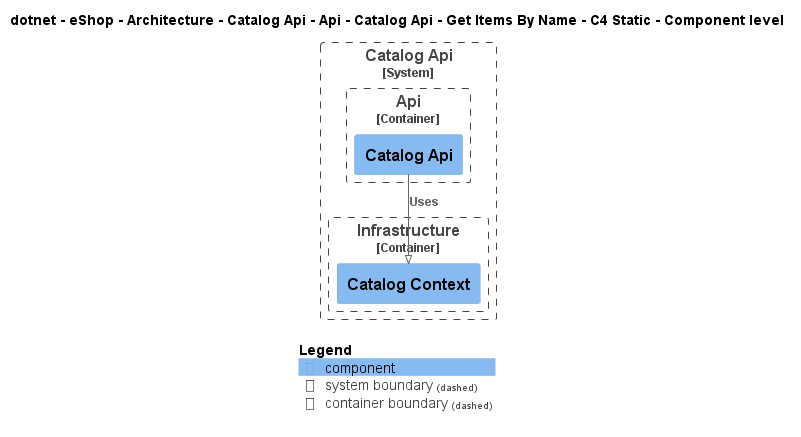 dotnet - eShop - Architecture - Catalog Api - Api - Catalog Api - Get Items By Name - C4 Static - Component level
Catalog Api
[System]
Api
[Container]
Catalog Api
Uses
Infrastructure
[Container]
Catalog Context
Legend
component
system boundary (dashed)
container boundary (dashed)